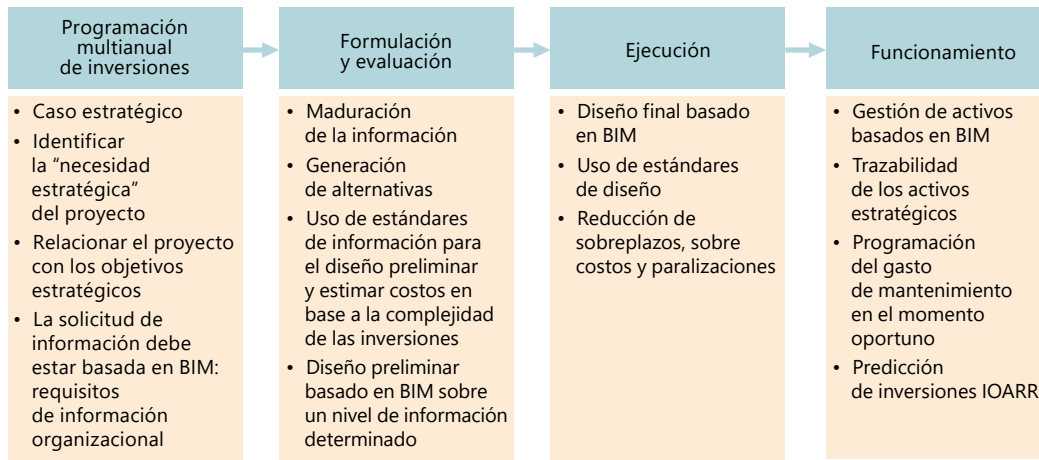 Programación
multianual
de inversiones
• Caso estratégico
• Identificar
la “necesidad
estratégica”
del proyecto
• Relacionar el proyecto
con los objetivos
estratégicos
• La solicitud de
información debe
estar basada en BIM:
requisitos
de información
organizacional
Formulación
y evaluación
• Maduración
de la información
• Generación
de alternativas
• Uso de estándares
de información para
el diseño preliminar
y estimar costos en
base a la complejidad
de las inversiones
• Diseño preliminar
basado en BIM sobre
un nivel de información
determinado
Ejecución
• Diseño final basado
en BIM
• Uso de estándares
de diseño
• Reducción de
sobreplazos, sobre
costos y paralizaciones
Funcionamiento
• Gestión de activos
basados en BIM
• Trazabilidad
de los activos
estratégicos
• Programación
del gasto
de mantenimiento
en el momento
oportuno
• Predicción
de inversiones IOARR